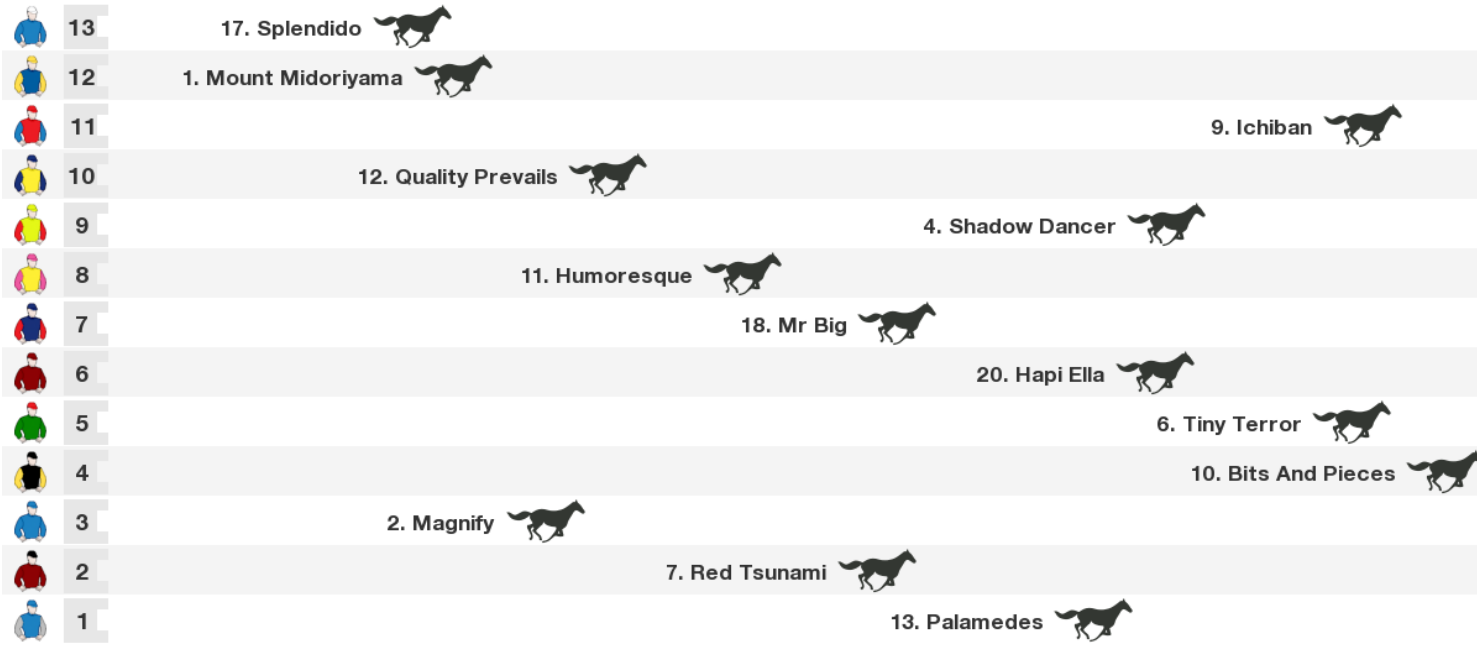 13 17. Splendido
12 1. Mount Midoriyama
11 9. Ichiban
10 12. Quality Prevails
9 4. Shadow Dancer
8 11. Humoresque
7 18. Mr Big
6 20. Hapi Ella
5 6. Tiny Terror
4 10. Bits And Pieces
3 2. Magnify
2 7. Red Tsunami
1 13. Palamedes